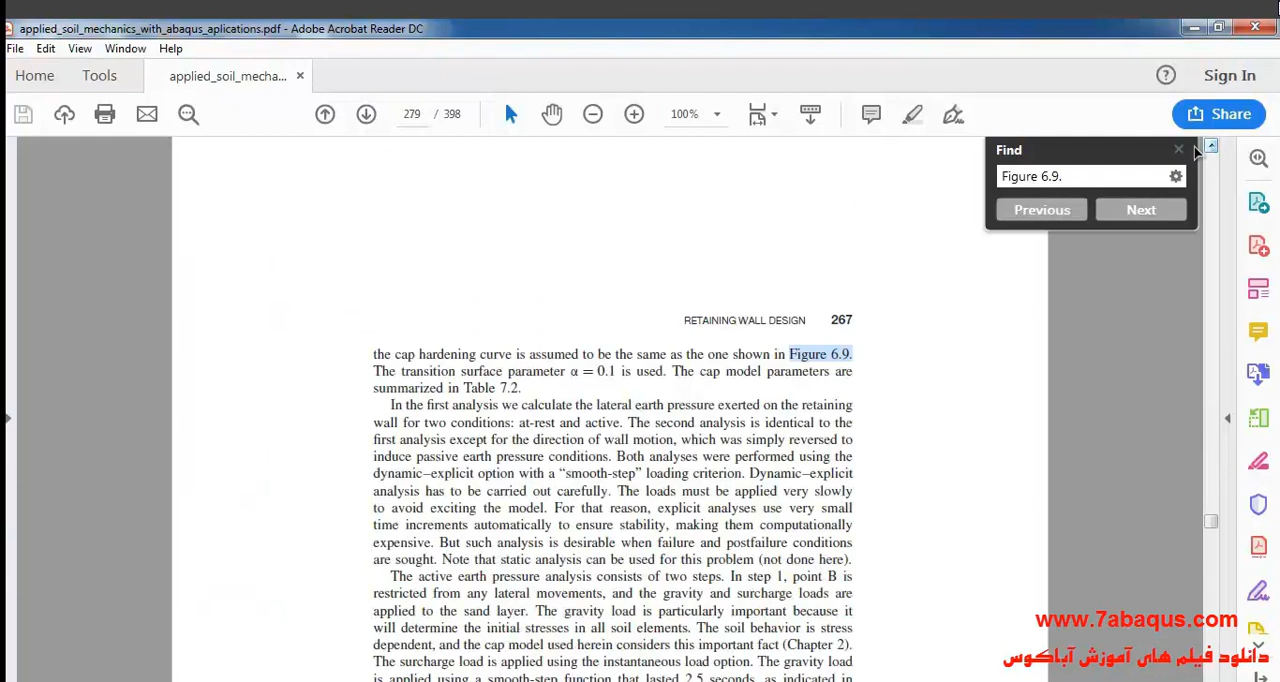 applied_soil_mechanics_with_abaqus_aplications.pdf - Adobe Acrobat Reader DC
File Edit View Window Help
Home Tools applied_soil_mecha... ×
Sign In
279 / 398
100%
Share
Find
Figure 6.9.
Previous Next
RETAINING WALL DESIGN 267
the cap hardening curve is assumed to be the same as the one shown in Figure 6.9.
The transition surface parameter α = 0.1 is used. The cap model parameters are
summarized in Table 7.2.
In the first analysis we calculate the lateral earth pressure exerted on the retaining
wall for two conditions: at-rest and active. The second analysis is identical to the
first analysis except for the direction of wall motion, which was simply reversed to
induce passive earth pressure conditions. Both analyses were performed using the
dynamic–explicit option with a “smooth-step” loading criterion. Dynamic–explicit
analysis has to be carried out carefully. The loads must be applied very slowly
to avoid exciting the model. For that reason, explicit analyses use very small
time increments automatically to ensure stability, making them computationally
expensive. But such analysis is desirable when failure and postfailure conditions
are sought. Note that static analysis can be used for this problem (not done here).
The active earth pressure analysis consists of two steps. In step 1, point B is
restricted from any lateral movements, and the gravity and surcharge loads are
applied to the sand layer. The gravity load is particularly important because it
will determine the initial stresses in all soil elements. The soil behavior is stress
dependent, and the cap model used herein considers this important fact (Chapter 2).
The surcharge load is applied using the instantaneous load option. The gravity load
is applied using a smooth-step function that lasted 2.5 seconds, as indicated in
www.7abaqus.com
دانلود فیلم های آموزش آباکوس